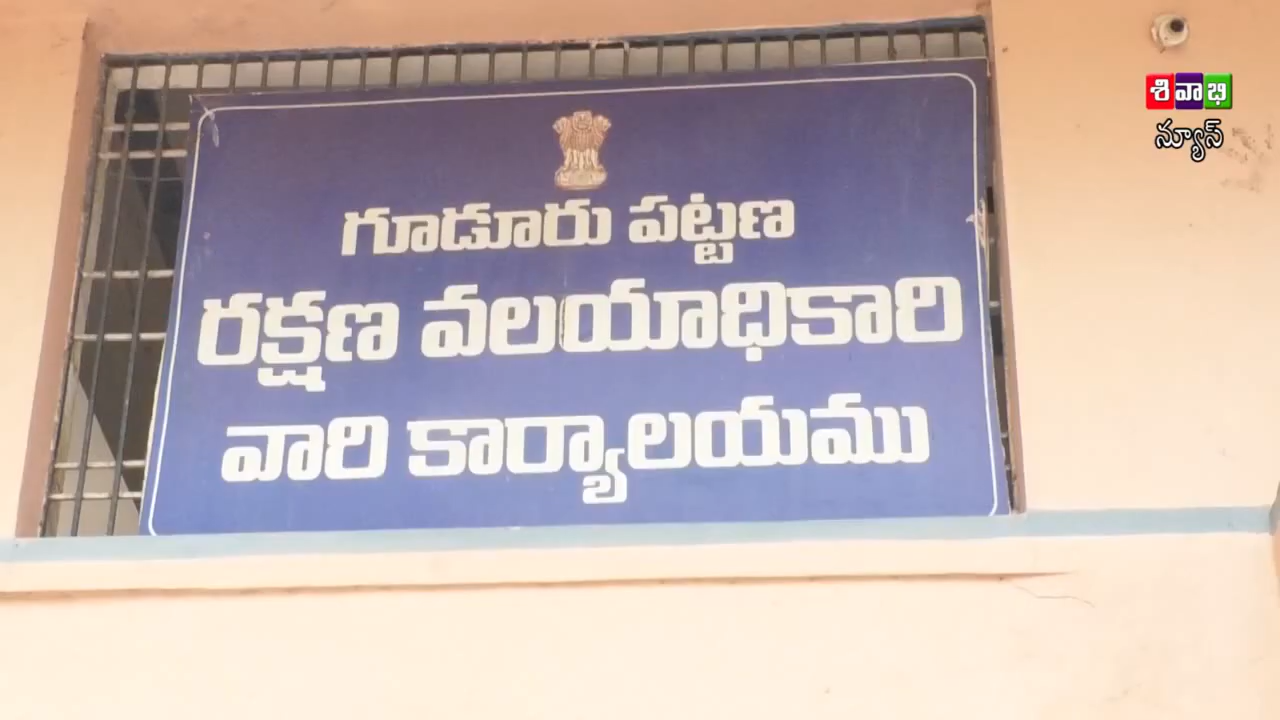 గూడూరు పట్టణ
రక్షణ వలయాధికారి
వారి కార్యాలయము
శివాభి
న్యూస్